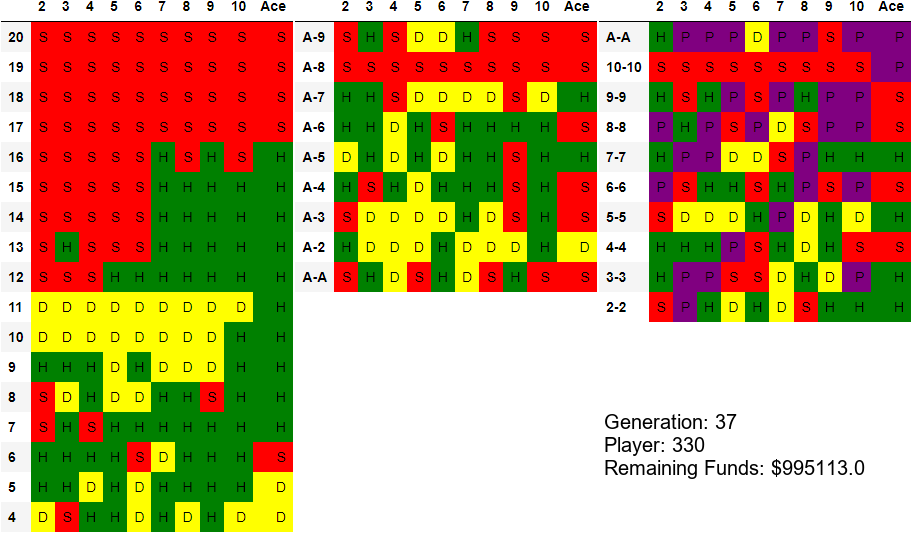 2 3 4 5 6 7 8 9 10 Ace
20 S S S S S S S S S S
19 S S S S S S S S S S
18 S S S S S S S S S S
17 S S S S S S S S S S
16 S S S S S H S H S H
15 S S S S S H H H H H
14 S S S S S H H H H H
13 S H S S S H H H H H
12 S S S H H H H H H H
11 D D D D D D D D D H
10 D D D D D D D D H H
9 H H H D H D D D H H
8 S D H D D H H S H H
7 S H S H H H H H H H
6 H H H H S D H H H S
5 H H D H D H H H H D
4 D S H H D H D H D D
2 3 4 5 6 7 8 9 10 Ace
A-9 S H S D D H S S S S
A-8 S S S S S S S S S S
A-7 H H S D D D D S D H
A-6 H H D H S H H H H S
A-5 D H D H D H H S H H
A-4 H S H D H H H S H S
A-3 S D D D D H D S H S
A-2 H D D D H D D D H D
A-A S H D S H D S H S S
2 3 4 5 6 7 8 9 10 Ace
A-A H P P P D P P S P P
10-10 S S S S S S S S S P
9-9 H S H P S P H P P S
8-8 P H P S P D S P P S
7-7 H P P D D S P H H H
6-6 P S H H S H P S P S
5-5 S D D D H P D H D H
4-4 H H H P S H D H S S
3-3 H P P S S D H D P H
2-2 S P H D H D S H H H
Generation: 37
Player: 330
Remaining Funds: $995113.0